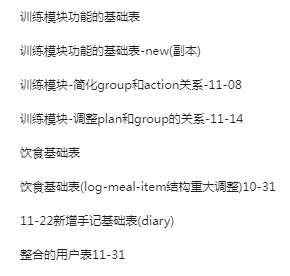 训练模块功能的基础表
训练模块功能的基础表-new(副本)
训练模块-简化group和action关系-11-08
训练模块-调整plan和group的关系-11-14
饮食基础表
饮食基础表(log-meal-item结构重大调整)10-31
11-22新增手记基础表(diary)
整合的用户表11-31